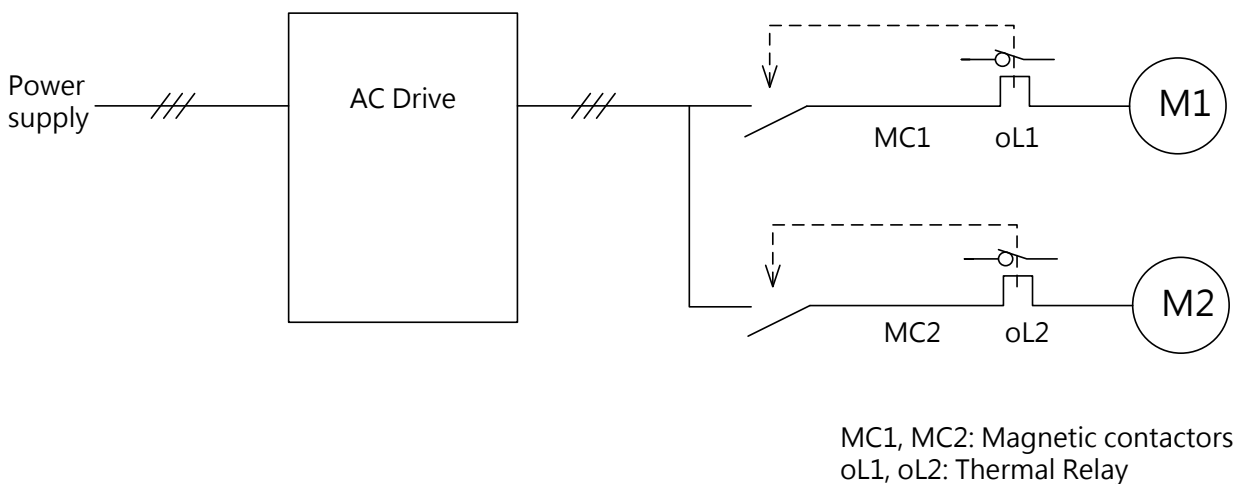 Power
supply
AC Drive
MC1
oL1
M1
MC2
oL2
M2
MC1, MC2: Magnetic contactors
oL1, oL2: Thermal Relay